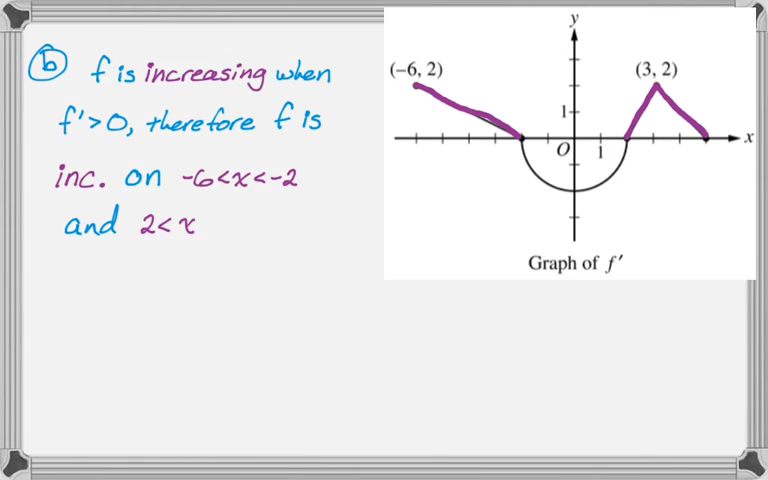 b f is increasing when
f'>0, therefore f is
inc. on -6<x<-2
and 2<x
y
(−6, 2)
(3, 2)
1
x
O
1
Graph of f′